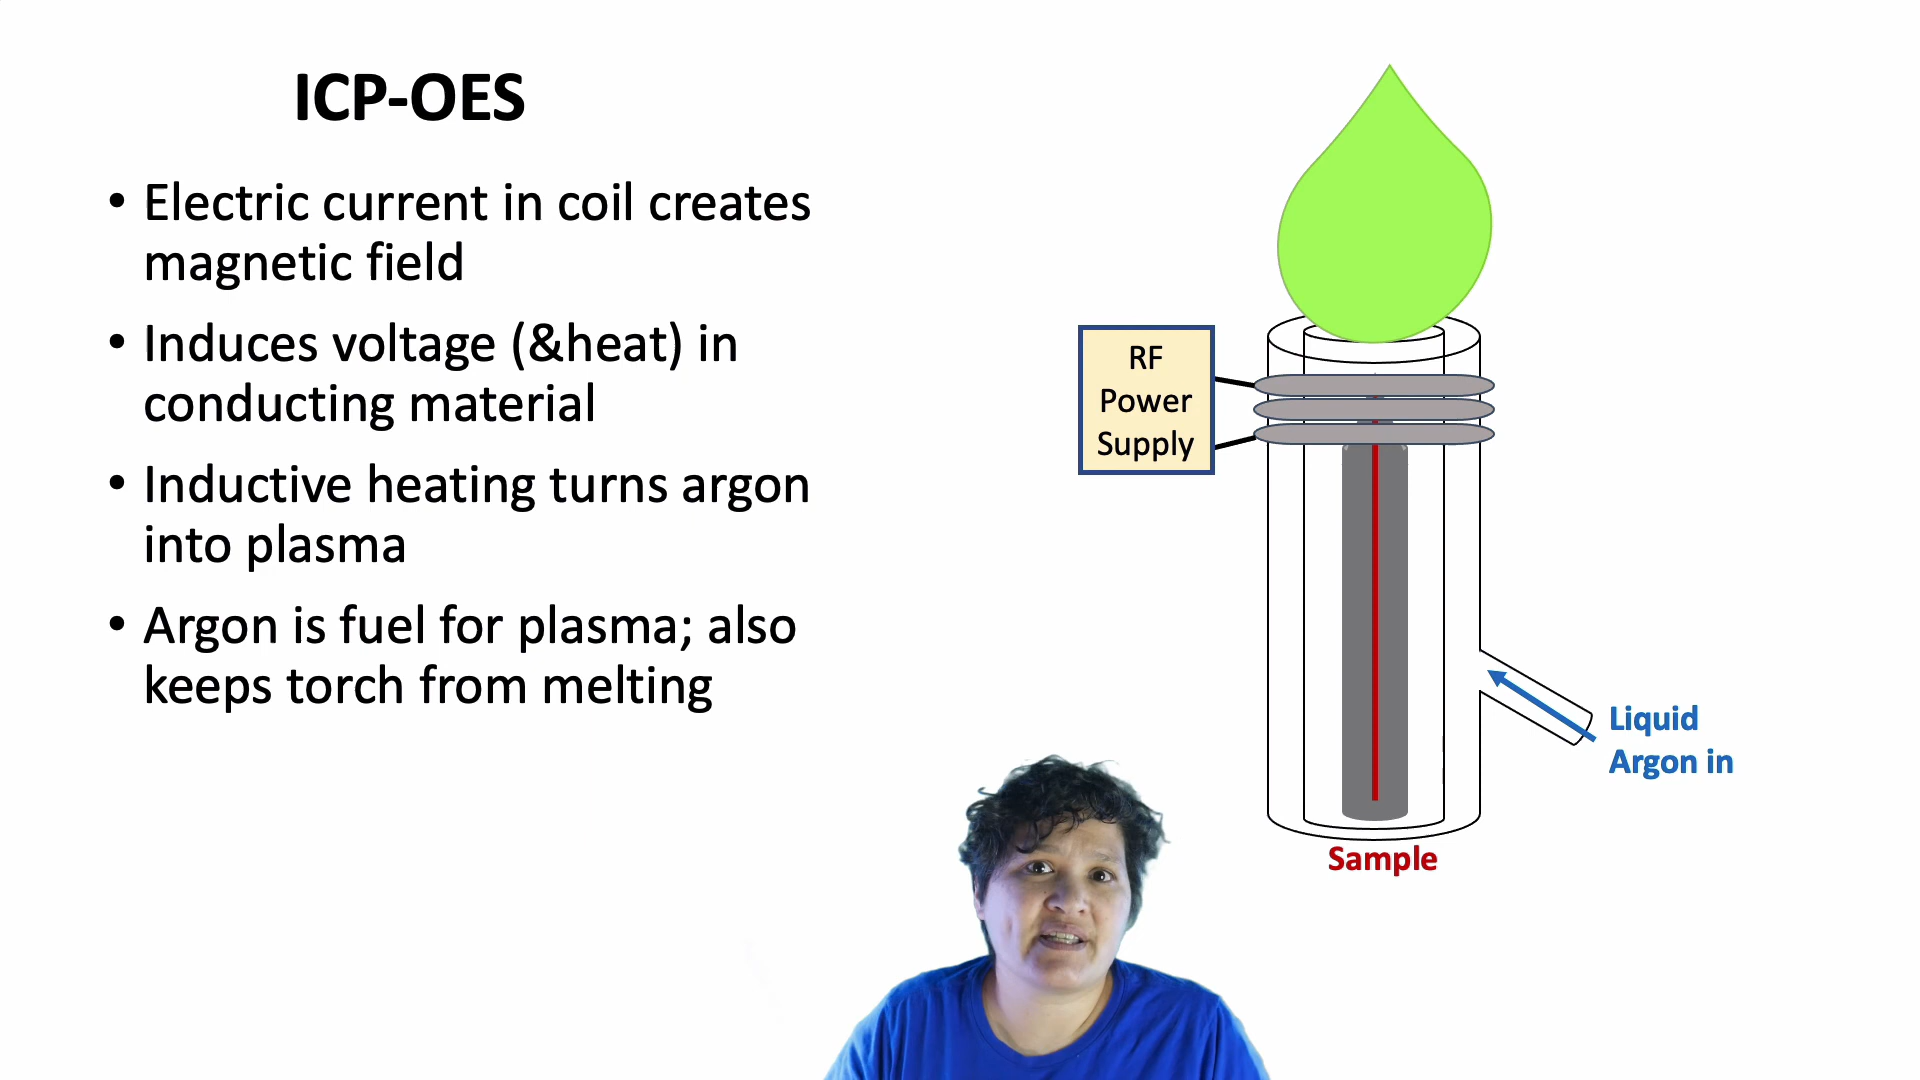 ICP-OES
• Electric current in coil creates
magnetic field
• Induces voltage (&heat) in
conducting material
• Inductive heating turns argon
into plasma
• Argon is fuel for plasma; also
keeps torch from melting
RF
Power
Supply
Liquid
Argon in
Sample